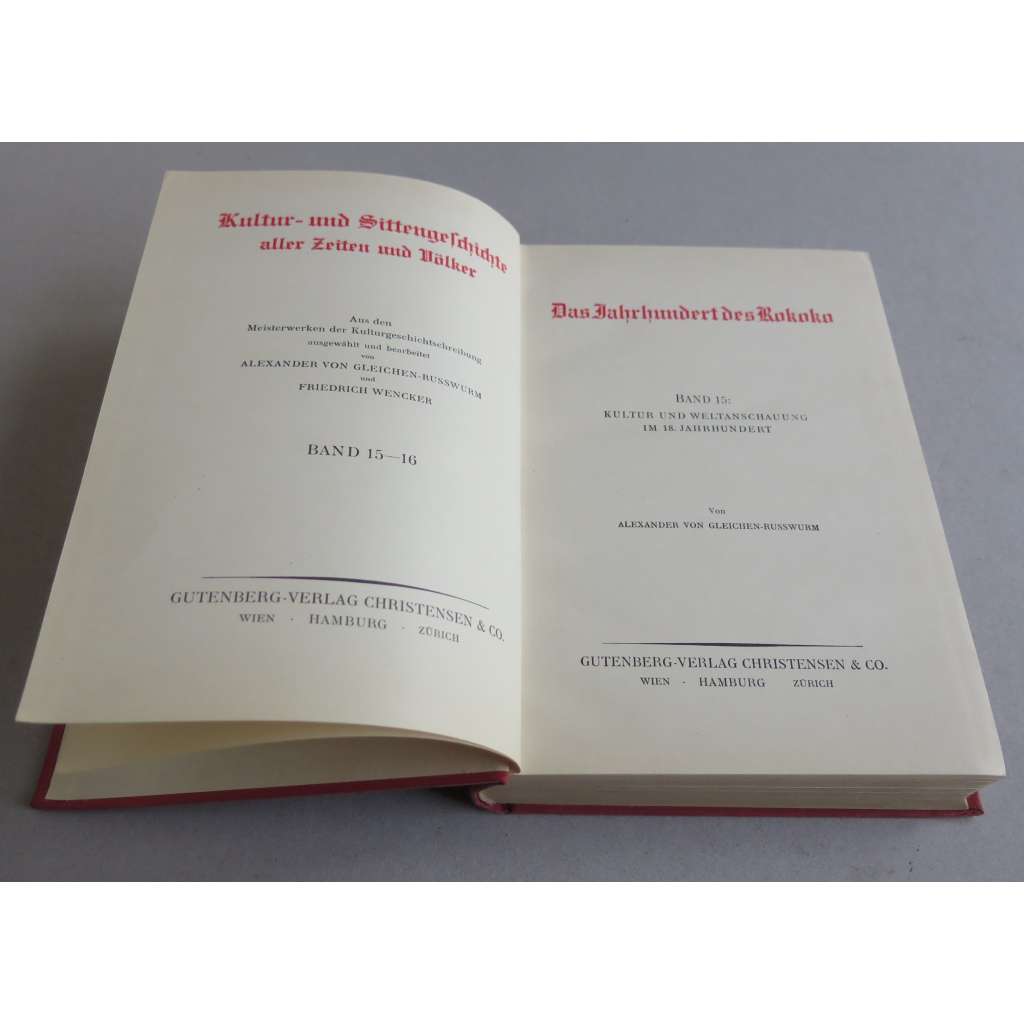 Kultur- und Sittengeschichte
aller Zeiten und Völker
Aus den
Meisterwerken der Kulturgeschichtschreibung
ausgewählt und bearbeitet
von
ALEXANDER VON GLEICHEN-RUSSWURM
und
FRIEDRICH WENCKER
BAND 15—16
GUTENBERG-VERLAG CHRISTENSEN & CO.
WIEN · HAMBURG · ZÜRICH
Das Jahrhundert des Rokoko
BAND 15:
KULTUR UND WELTANSCHAUUNG
IM 18. JAHRHUNDERT
Von
ALEXANDER VON GLEICHEN-RUSSWURM
GUTENBERG-VERLAG CHRISTENSEN & CO.
WIEN · HAMBURG ZÜRICH